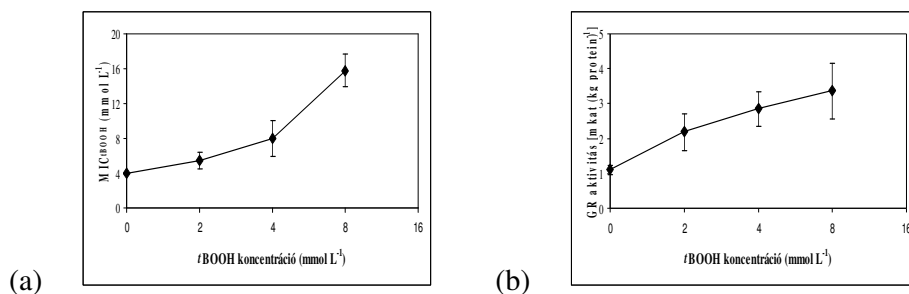 20
16
12
8
4
0
MIC tBOOH (mmol L-1)
0 2 4 8 16
tBOOH koncentráció (mmol L-1)
(a)
5
4
3
2
1
0
GR aktivitás [mkat (kg protein)-1]
0 2 4 8 16
tBOOH koncentráció (mmol L-1)
(b)